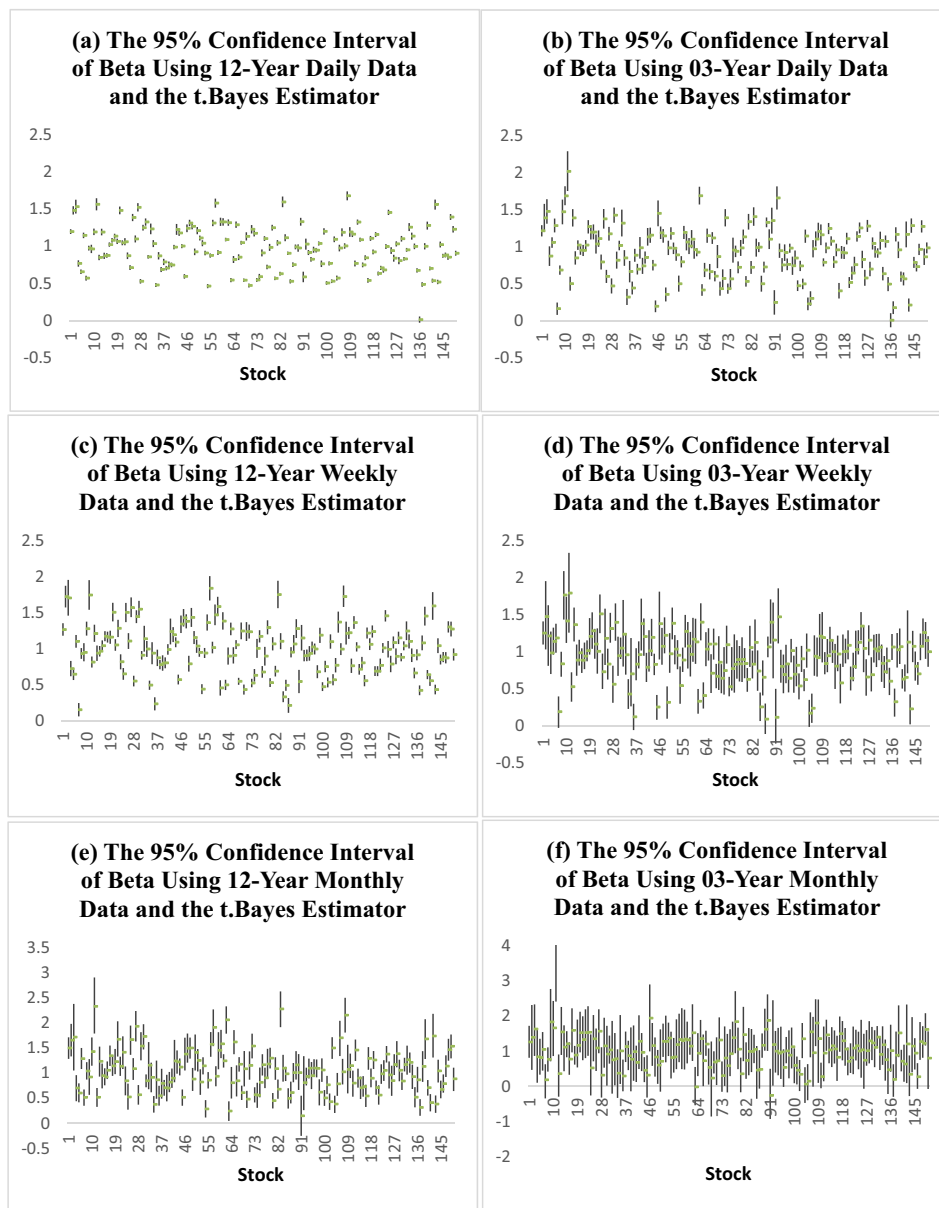 (a) The 95% Confidence Interval
of Beta Using 12-Year Daily Data
and the t.Bayes Estimator
2.5
2
1.5
1
0.5
0
-0.5
1 10 19 28 37 46 55 64 73 82 91 100 109 118 127 136 145
Stock
(b) The 95% Confidence Interval
of Beta Using 03-Year Daily Data
and the t.Bayes Estimator
2.5
2
1.5
1
0.5
0
-0.5
1 10 19 28 37 46 55 64 73 82 91 100 109 118 127 136 145
Stock
(c) The 95% Confidence Interval
of Beta Using 12-Year Weekly
Data and the t.Bayes Estimator
2.5
2
1.5
1
0.5
0
1 10 19 28 37 46 55 64 73 82 91 100 109 118 127 136 145
Stock
(d) The 95% Confidence Interval
of Beta Using 03-Year Weekly
Data and the t.Bayes Estimator
2.5
2
1.5
1
0.5
0
-0.5
1 10 19 28 37 46 55 64 73 82 91 100 109 118 127 136 145
Stock
(e) The 95% Confidence Interval
of Beta Using 12-Year Monthly
Data and the t.Bayes Estimator
3.5
3
2.5
2
1.5
1
0.5
0
-0.5
1 10 19 28 37 46 55 64 73 82 91 100 109 118 127 136 145
Stock
(f) The 95% Confidence Interval
of Beta Using 03-Year Monthly
Data and the t.Bayes Estimator
4
3
2
1
0
-1
-2
1 10 19 28 37 46 55 64 73 82 91 100 109 118 127 136 145
Stock